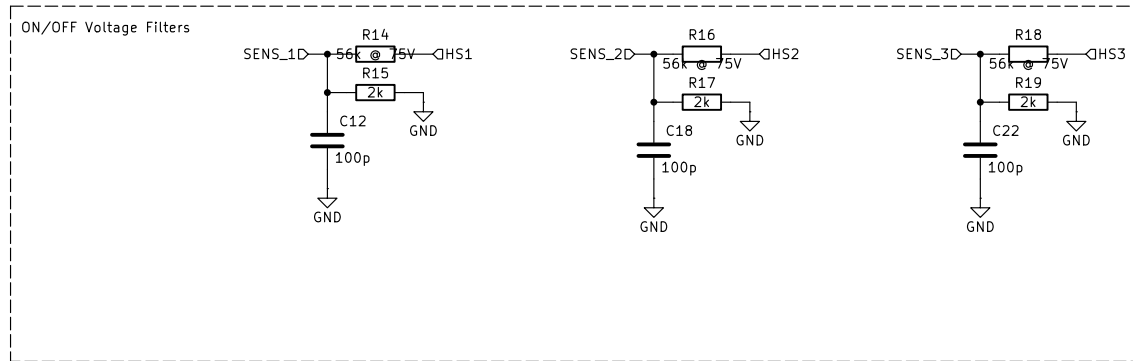 ON/OFF Voltage Filters
R14
SENS_1
56k @ 75V
HS1
R15
2k
GND
C12
100p
GND
R16
SENS_2
56k @ 75V
HS2
R17
2k
GND
C18
100p
GND
R18
SENS_3
56k @ 75V
HS3
R19
2k
GND
C22
100p
GND